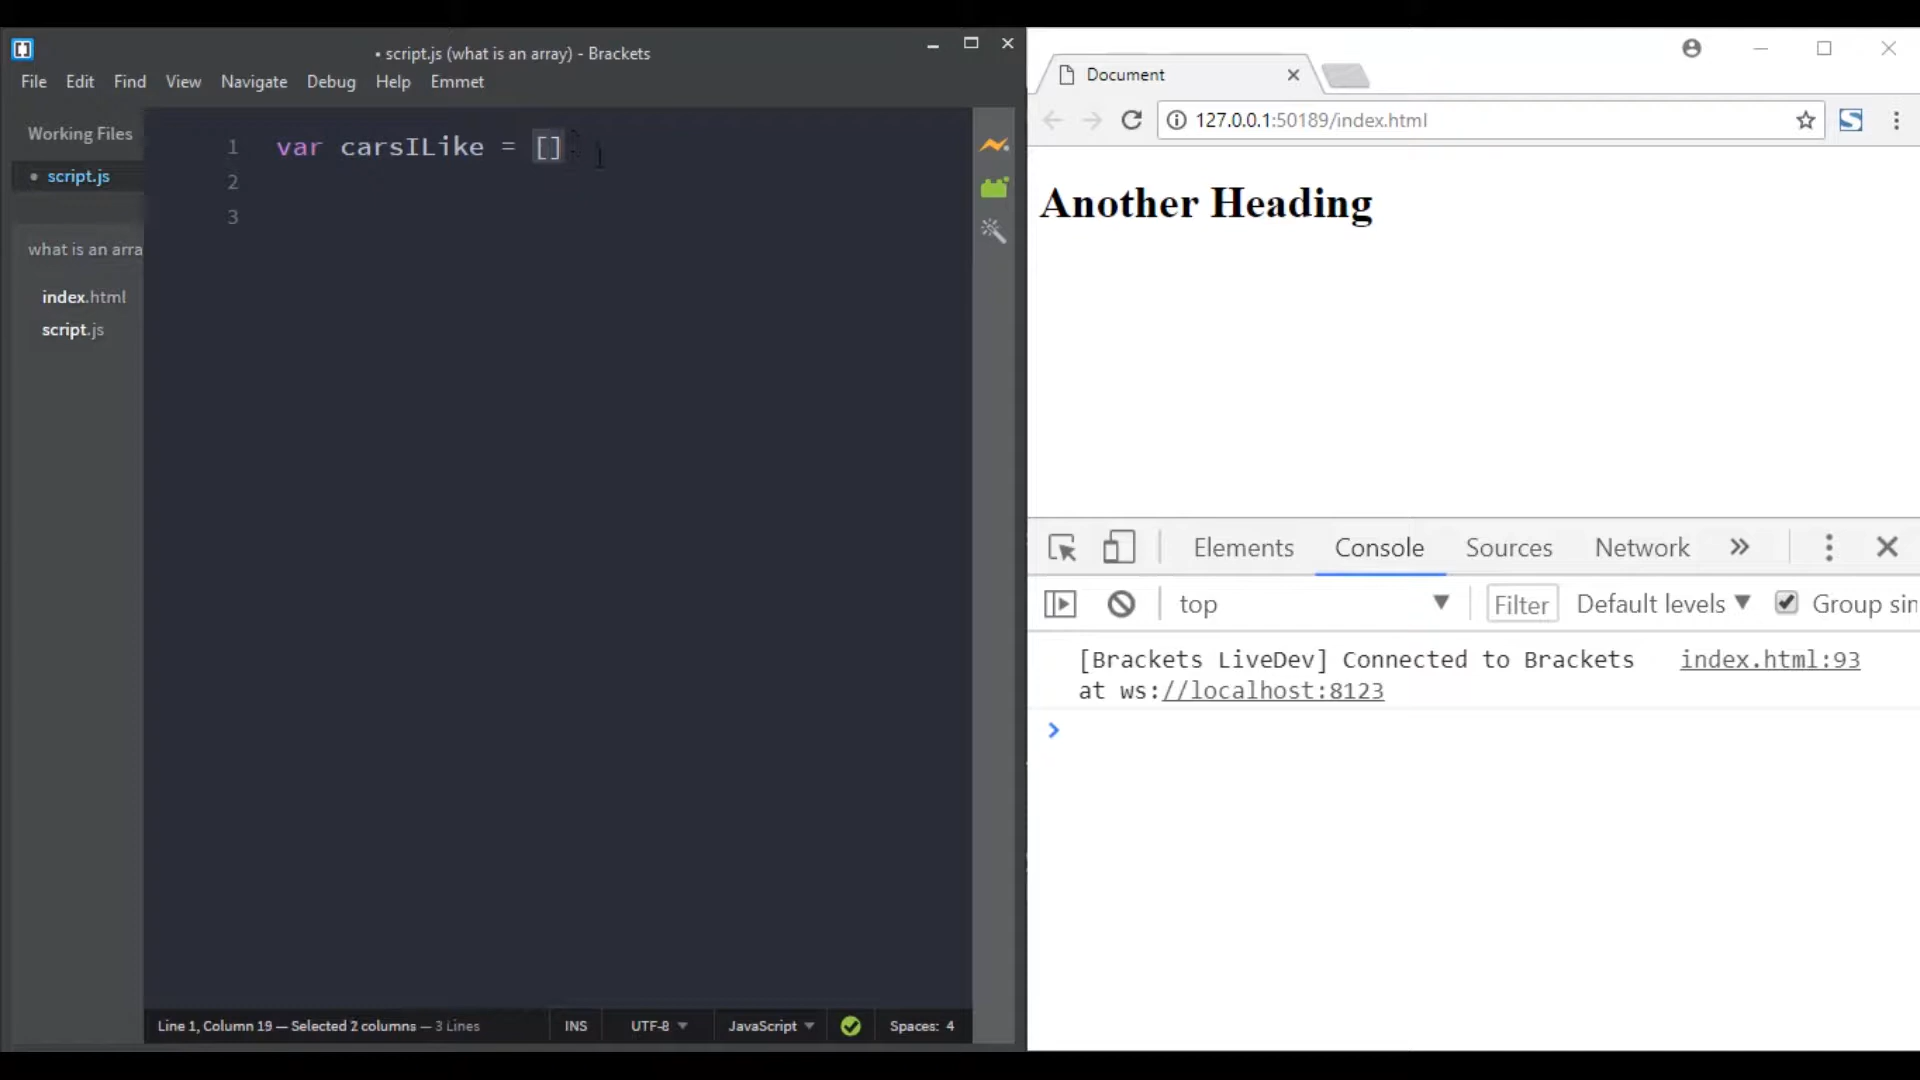 • script.js (what is an array) - Brackets
File Edit Find View Navigate Debug Help Emmet
Working Files
• script.js
what is an arra
index.html
script.js
1 var carsILike = []
2
3
Line 1, Column 19 — Selected 2 columns — 3 Lines INS UTF-8 JavaScript Spaces: 4
Document
127.0.0.1:50189/index.html
Another Heading
Elements Console Sources Network »
top Filter Default levels Group sin
[Brackets LiveDev] Connected to Brackets index.html:93
at ws://localhost:8123
>